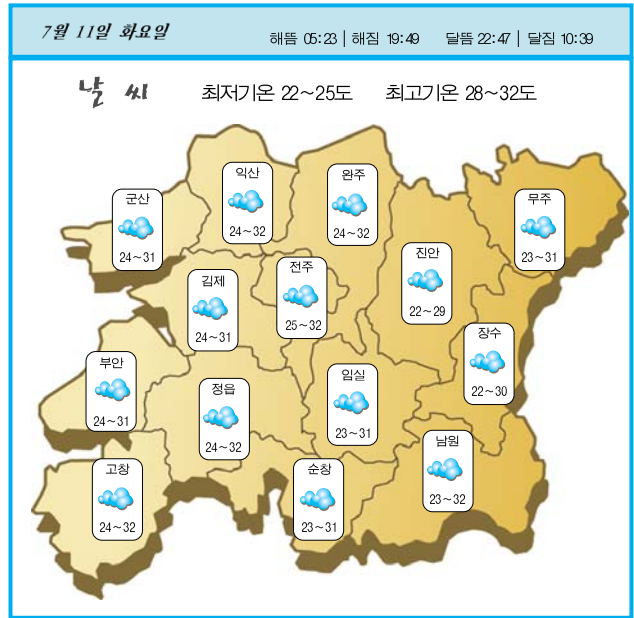 7월 11일 화요일
해뜸 05:23 | 해짐 19:49 달뜸 22:47 | 달짐 10:39
날씨 최저기온 22~25도 최고기온 28~32도
익산
24~32
완주
24~32
군산
24~31
무주
23~31
진안
22~29
전주
25~32
김제
24~31
장수
22~30
부안
24~31
임실
23~31
정읍
24~32
남원
23~32
고창
24~32
순창
23~31